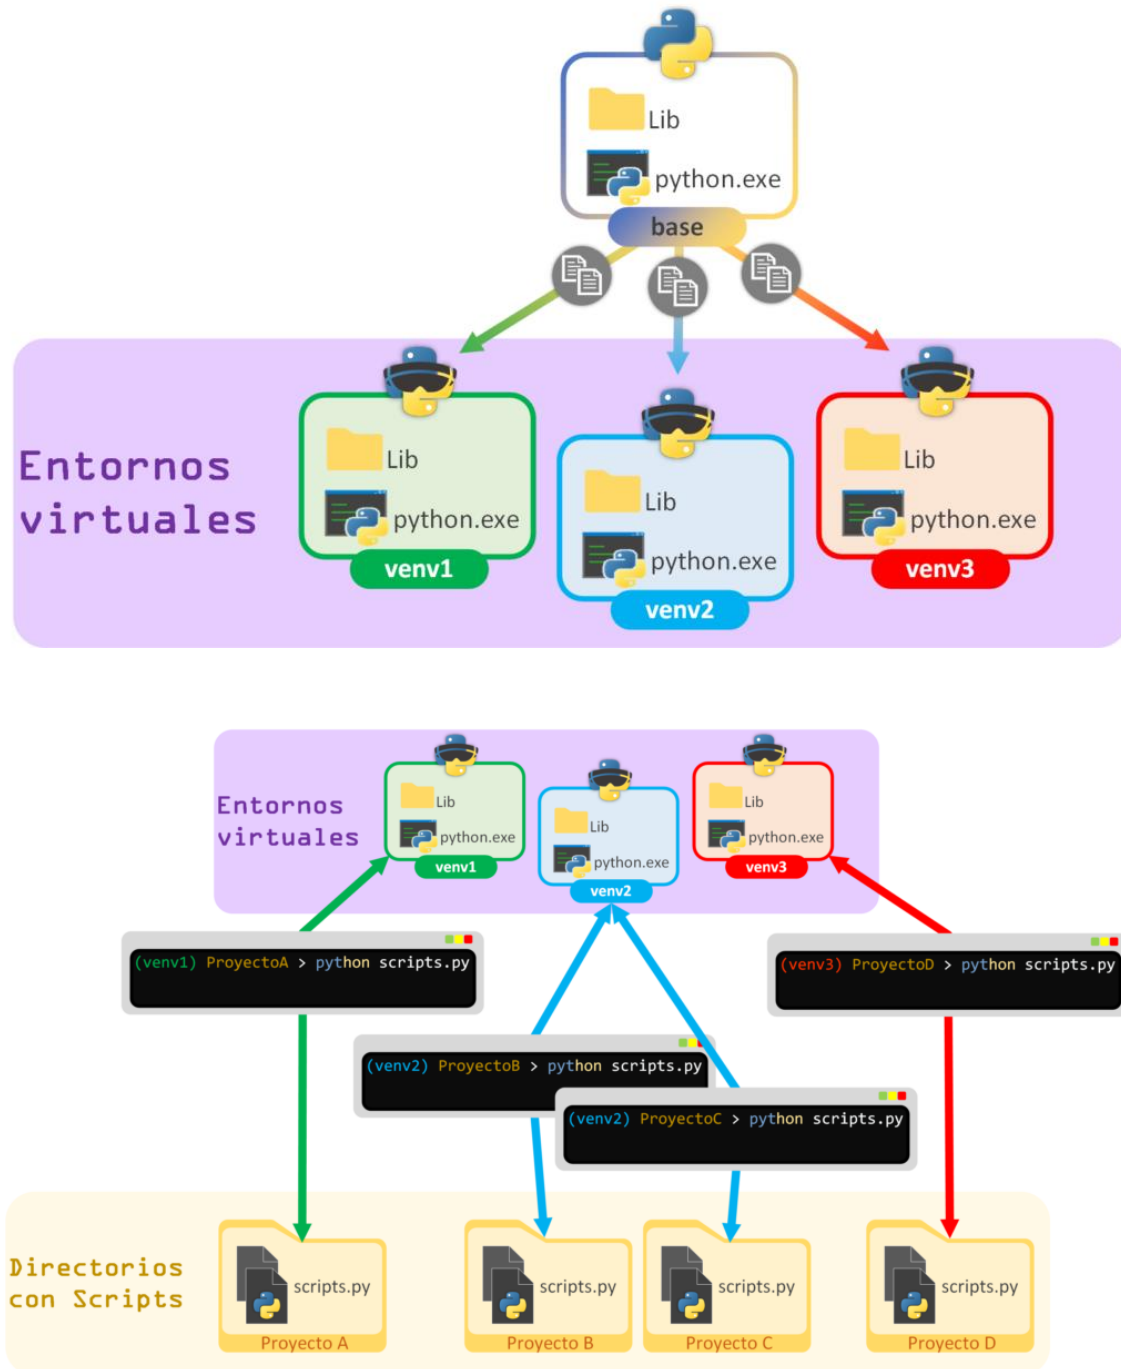 Lib
python.exe
base
Entornos
virtuales
Lib
python.exe
venv1
Lib
python.exe
venv2
Lib
python.exe
venv3
Entornos
virtuales
Lib
python.exe
venv1
Lib
python.exe
venv2
Lib
python.exe
venv3
(venv1) ProyectoA > python scripts.py
(venv3) ProyectoD > python scripts.py
(venv2) ProyectoB > python scripts.py
(venv2) ProyectoC > python scripts.py
Directorios
con Scripts
scripts.py
Proyecto A
scripts.py
Proyecto B
scripts.py
Proyecto C
scripts.py
Proyecto D